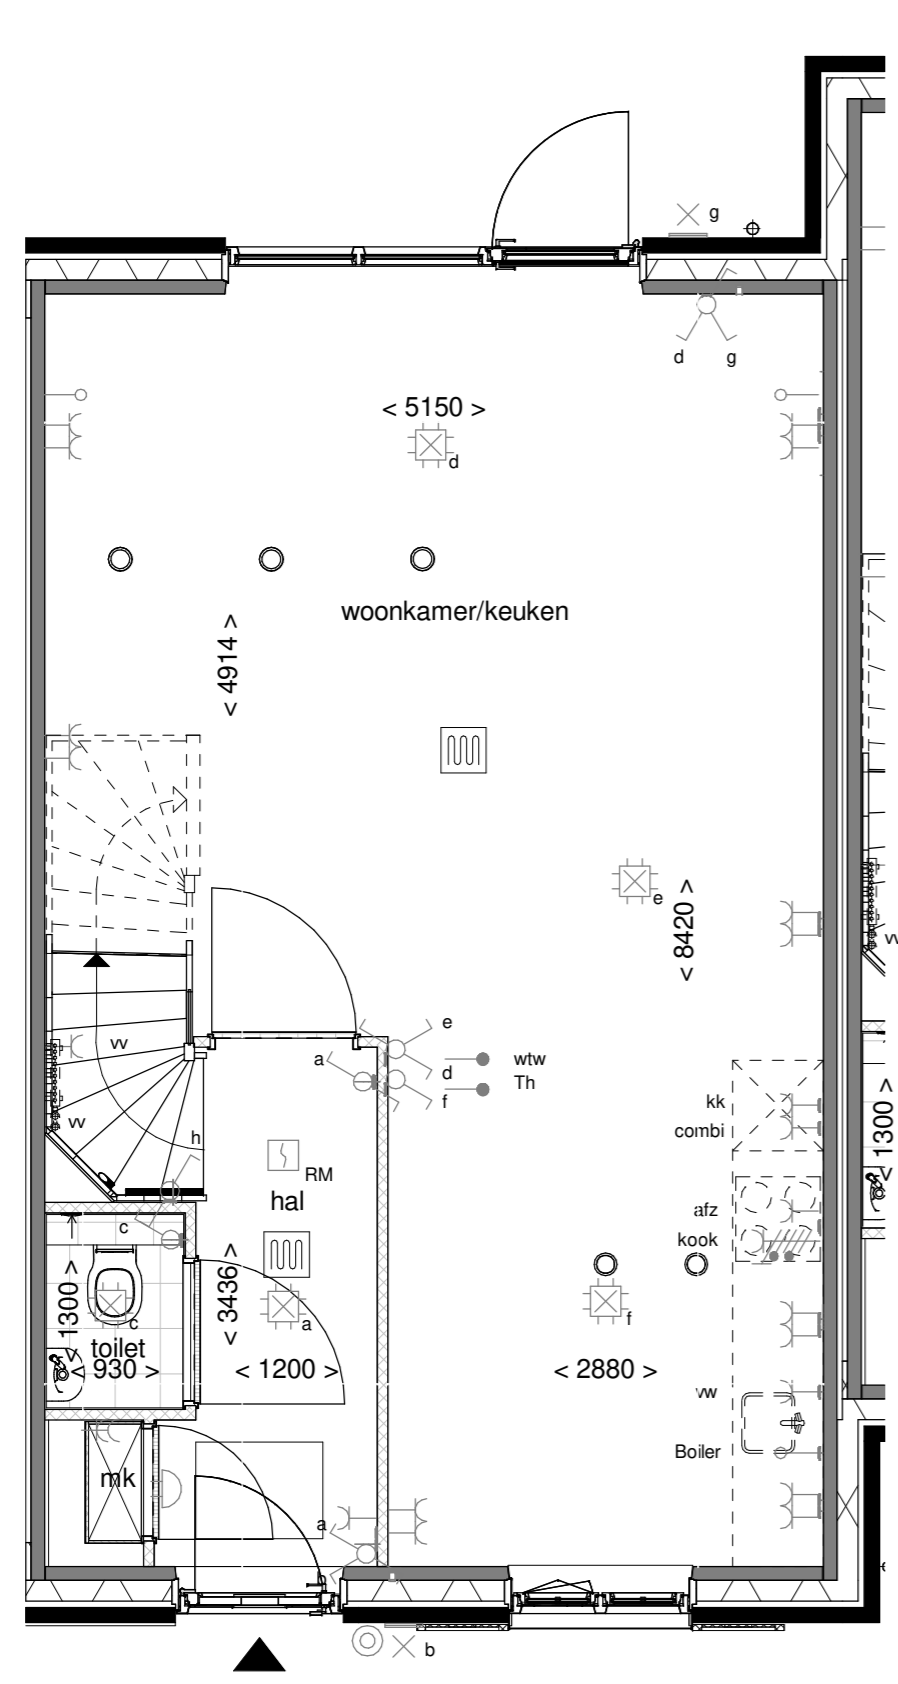 g
d
g
< 5150 >
d
woonkamer/keuken
< 4914 >
e
< 8420 >
vv
e
a
d
wtw
Th
f
vv
vv
kk
combi
< 1300 >
h
RM
hal
c
afz
kook
< 3436 >
< 1300 >
c
a
f
toilet
< 930 >
< 1200 >
< 2880 >
vw
Boiler
mk
a
b